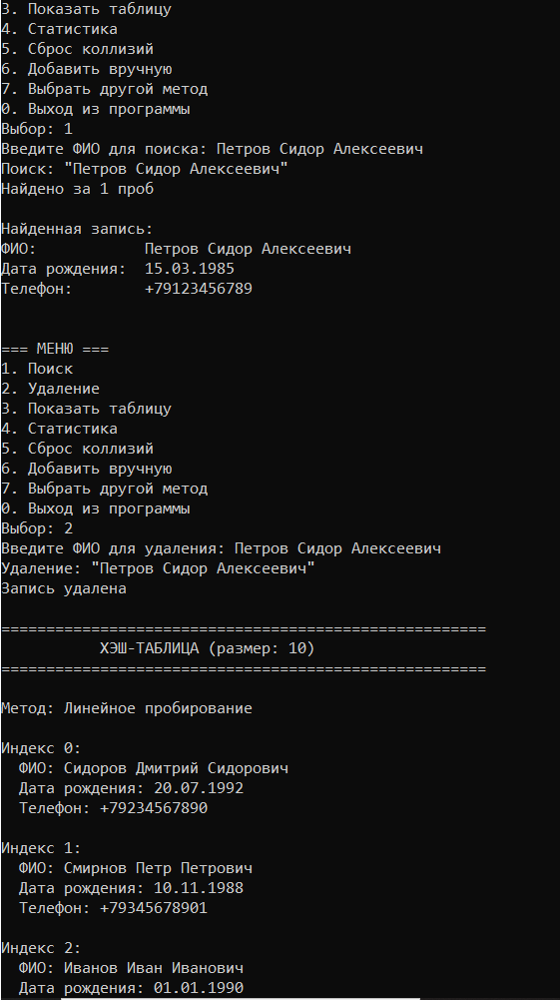 3. Показать таблицу
4. Статистика
5. Сброс коллизий
6. Добавить вручную
7. Выбрать другой метод
0. Выход из программы
Выбор: 1
Введите ФИО для поиска: Петров Сидор Алексеевич
Поиск: "Петров Сидор Алексеевич"
Найдено за 1 проб
Найденная запись:
ФИО:            Петров Сидор Алексеевич
Дата рождения:  15.03.1985
Телефон:        +79123456789
=== МЕНЮ ===
1. Поиск
2. Удаление
3. Показать таблицу
4. Статистика
5. Сброс коллизий
6. Добавить вручную
7. Выбрать другой метод
0. Выход из программы
Выбор: 2
Введите ФИО для удаления: Петров Сидор Алексеевич
Удаление: "Петров Сидор Алексеевич"
Запись удалена
======================================================
ХЭШ-ТАБЛИЦА (размер: 10)
======================================================
Метод: Линейное пробирование
Индекс 0:
ФИО: Сидоров Дмитрий Сидорович
Дата рождения: 20.07.1992
Телефон: +79234567890
Индекс 1:
ФИО: Смирнов Петр Петрович
Дата рождения: 10.11.1988
Телефон: +79345678901
Индекс 2:
ФИО: Иванов Иван Иванович
Дата рождения: 01.01.1990